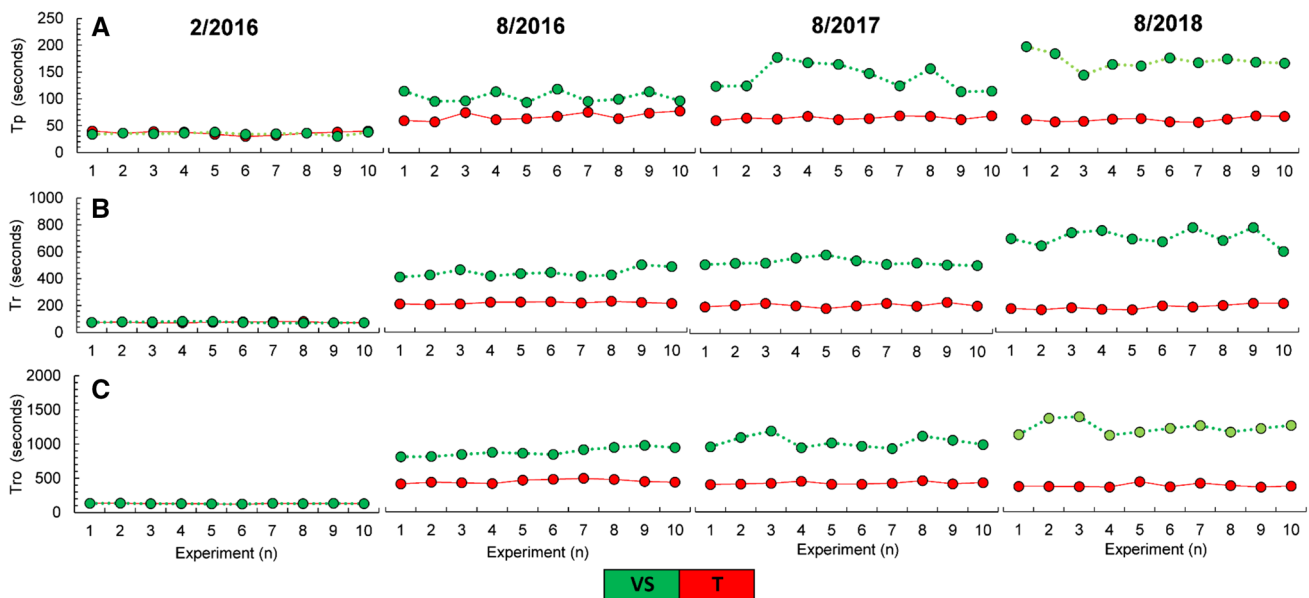 A
2/2016
8/2016
8/2017
8/2018
Tp (seconds)
250
200
150
100
50
0
1 2 3 4 5 6 7 8 9 10
1 2 3 4 5 6 7 8 9 10
1 2 3 4 5 6 7 8 9 10
1 2 3 4 5 6 7 8 9 10
B
Tr (seconds)
1000
800
600
400
200
0
1 2 3 4 5 6 7 8 9 10
1 2 3 4 5 6 7 8 9 10
1 2 3 4 5 6 7 8 9 10
1 2 3 4 5 6 7 8 9 10
C
Tro (seconds)
2000
1500
1000
500
0
1 2 3 4 5 6 7 8 9 10
1 2 3 4 5 6 7 8 9 10
1 2 3 4 5 6 7 8 9 10
1 2 3 4 5 6 7 8 9 10
Experiment (n)
Experiment (n)
Experiment (n)
Experiment (n)
VS
T